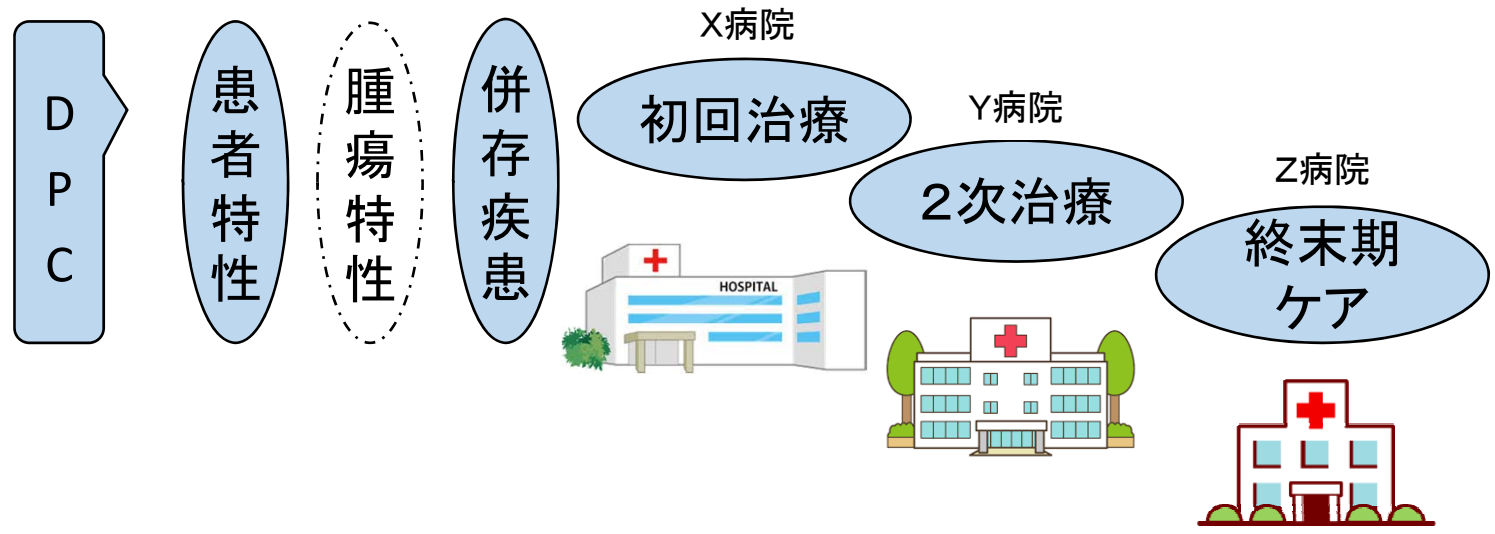 DPC
患者特性
腫瘍特性
併存疾患
X病院
初回治療
Y病院
２次治療
Z病院
終末期
ケア
HOSPITAL